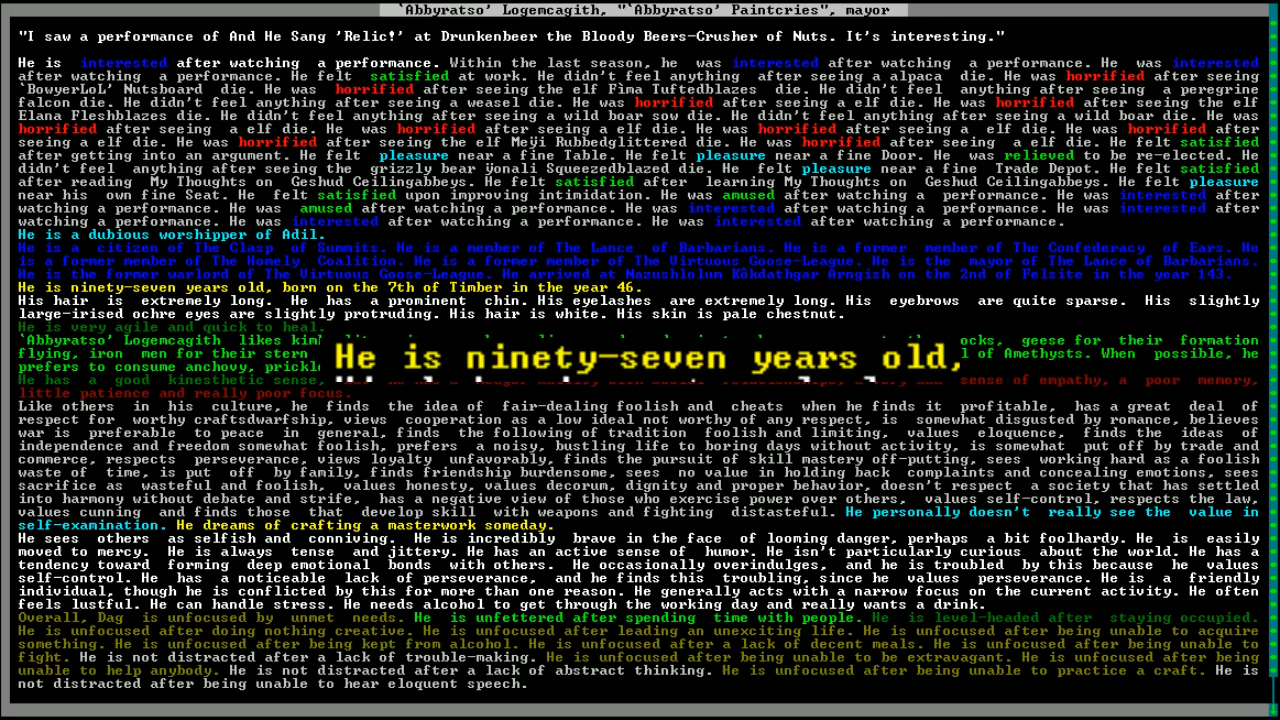 `Abbyratso' Logemcagith, "`Abbyratso' Paintcries", mayor
"I saw a performance of And He Sang 'Relic!' at Drunkenbeer the Bloody Beers-Crusher of Nuts. It's interesting."
He is interested after watching a performance. Within the last season, he was interested after watching a performance. He was interested
after watching a performance. He felt satisfied at work. He didn't feel anything after seeing a alpaca die. He was horrified after seeing
`BowyerLoL' Nutsboard die. He was horrified after seeing the elf Fima Tuftedblazes die. He didn't feel anything after seeing a peregrine
falcon die. He didn't feel anything after seeing a weasel die. He was horrified after seeing a elf die. He was horrified after seeing the elf
Elana Fleshblazes die. He didn't feel anything after seeing a wild boar sow die. He didn't feel anything after seeing a wild boar die. He was
horrified after seeing a elf die. He was horrified after seeing a elf die. He was horrified after seeing a elf die. He was horrified after
seeing a elf die. He was horrified after seeing the elf Meÿi Rubbedglittered die. He was horrified after seeing a elf die. He felt satisfied
after getting into an argument. He felt pleasure near a fine Table. He felt pleasure near a fine Door. He was relieved to be re-elected. He
didn't feel anything after seeing the grizzly bear ÿonali Squeezedblazed die. He felt pleasure near a fine Trade Depot. He felt satisfied
after reading My Thoughts on Geshud Ceilingabbeys. He felt satisfied after learning My Thoughts on Geshud Ceilingabbeys. He felt pleasure
near his own fine Seat. He felt satisfied upon improving intimidation. He was amused after watching a performance. He was interested after
watching a performance. He was amused after watching a performance. He was interested after watching a performance. He was interested after
watching a performance. He was interested after watching a performance. He was interested after watching a performance.
He is a dubious worshipper of Adil.
He is a citizen of The Clasp of Summits. He is a member of The Lance of Barbarians. He is a former member of The Confederacy of Ears. He
is a former member of The Homely Coalition. He is a former member of The Virtuous Goose-League. He is the mayor of The Lance of Barbarians.
He is the former warlord of The Virtuous Goose-League. He arrived at Nazushlolum Kâkdathgar Arngish on the 2nd of Felsite in the year 143.
He is ninety-seven years old, born on the 7th of Timber in the year 46.
His hair is extremely long. He has a prominent chin. His eyelashes are extremely long. His eyebrows are quite sparse. His slightly
large-irised ochre eyes are slightly protruding. His hair is white. His skin is pale chestnut.
He is very agile and quick to heal.
`Abbyratso' Logemcagith likes ocks, geese for their formation
flying, iron men for their stern l of Amethysts. When possible, he
He is ninety-seven years old,
prefers to consume anchovy,
He has a good kinesthetic sense, sense of empathy, a poor memory,
little patience and really poor focus.
Like others in his culture, he finds the idea of fair-dealing foolish and cheats when he finds it profitable, has a great deal of
respect for worthy craftsdwarfship, views cooperation as a low ideal not worthy of any respect, is somewhat disgusted by romance, believes
war is preferable to peace in general, finds the following of tradition foolish and limiting, values eloquence, finds the ideas of
independence and freedom somewhat foolish, prefers a noisy, bustling life to boring days without activity, is somewhat put off by trade and
commerce, respects perseverance, views loyalty unfavorably, finds the pursuit of skill mastery off-putting, sees working hard as a foolish
waste of time, is put off by family, finds friendship burdensome, sees no value in holding back complaints and concealing emotions, sees
sacrifice as wasteful and foolish, values honesty, values decorum, dignity and proper behavior, doesn't respect a society that has settled
into harmony without debate and strife, has a negative view of those who exercise power over others, values self-control, respects the law,
values cunning and finds those that develop skill with weapons and fighting distasteful. He personally doesn't really see the value in
self-examination. He dreams of crafting a masterwork someday.
He sees others as selfish and conniving. He is incredibly brave in the face of looming danger, perhaps a bit foolhardy. He is easily
moved to mercy. He is always tense and jittery. He has an active sense of humor. He isn't particularly curious about the world. He has a
tendency toward forming deep emotional bonds with others. He occasionally overindulges, and he is troubled by this because he values
self-control. He has a noticeable lack of perseverance, and he finds this troubling, since he values perseverance. He is a friendly
individual, though he is conflicted by this for more than one reason. He generally acts with a narrow focus on the current activity. He often
feels lustful. He can handle stress. He needs alcohol to get through the working day and really wants a drink.
Overall, Dag is unfocused by unmet needs. He is unfettered after spending time with people. He is level-headed after staying occupied.
He is unfocused after doing nothing creative. He is unfocused after leading an unexciting life. He is unfocused after being unable to acquire
something. He is unfocused after being kept from alcohol. He is unfocused after a lack of decent meals. He is unfocused after being unable to
fight. He is not distracted after a lack of trouble-making. He is unfocused after being unable to be extravagant. He is unfocused after being
unable to help anybody. He is not distracted after a lack of abstract thinking. He is unfocused after being unable to practice a craft. He is
not distracted after being unable to hear eloquent speech.